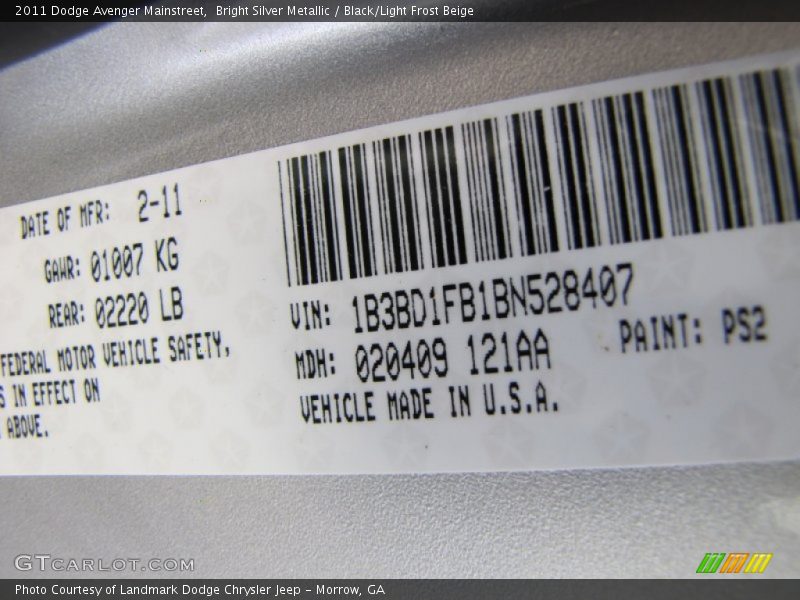 2011 Dodge Avenger Mainstreet,  Bright Silver Metallic / Black/Light Frost Beige
DATE OF MFR: 2-11
GAWR: 01007 KG
REAR: 02220 LB
FEDERAL MOTOR VEHICLE SAFETY,
S IN EFFECT ON
ABOVE.
VIN: 1B3BD1FB1BN528407
MDH: 020409 121AA PAINT: PS2
VEHICLE MADE IN U.S.A.
GTCARLOT.COM
Photo Courtesy of Landmark Dodge Chrysler Jeep – Morrow, GA